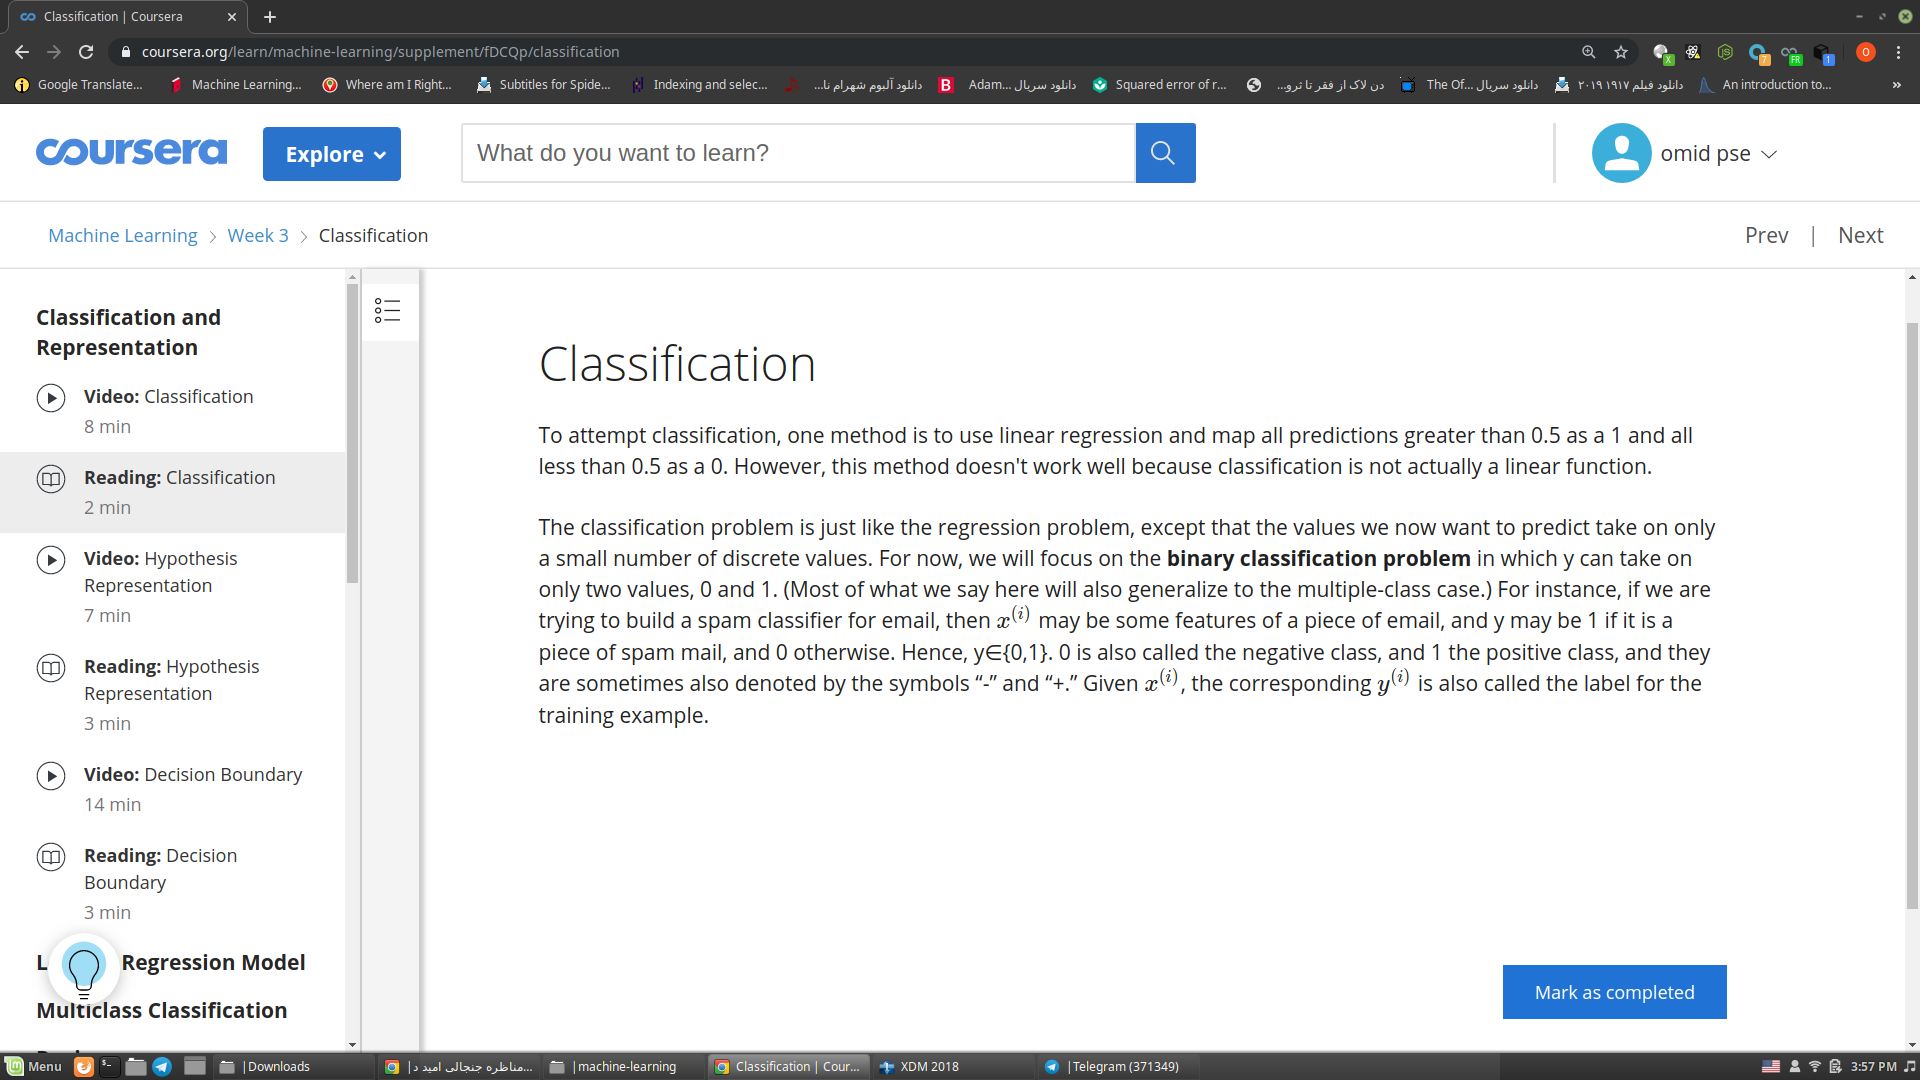 Classification | Coursera
coursera.org/learn/machine-learning/supplement/fDCQp/classification
X
7
FR
1
O
Google Translate...
Machine Learning...
Where am I Right...
Subtitles for Spide...
Indexing and selec...
دانلود آلبوم شهرام نا...
B
دانلود سریال ...Adam
Squared error of r...
دن لاک از فقر تا ثرو...
دانلود سریال ...The Of
دانلود فیلم ۱۹۱۷ ۲۰۱۹
An introduction to...
»
coursera
Explore
What do you want to learn?
omid pse
Machine Learning > Week 3 > Classification
Prev | Next
Classification and
Representation
Video: Classification
8 min
Reading: Classification
2 min
Video: Hypothesis
Representation
7 min
Reading: Hypothesis
Representation
3 min
Video: Decision Boundary
14 min
Reading: Decision
Boundary
3 min
Regression Model
Multiclass Classification
Classification
To attempt classification, one method is to use linear regression and map all predictions greater than 0.5 as a 1 and all
less than 0.5 as a 0. However, this method doesn't work well because classification is not actually a linear function.
The classification problem is just like the regression problem, except that the values we now want to predict take on only
a small number of discrete values. For now, we will focus on the binary classification problem in which y can take on
only two values, 0 and 1. (Most of what we say here will also generalize to the multiple-class case.) For instance, if we are
trying to build a spam classifier for email, then x^(i) may be some features of a piece of email, and y may be 1 if it is a
piece of spam mail, and 0 otherwise. Hence, y∈{0,1}. 0 is also called the negative class, and 1 the positive class, and they
are sometimes also denoted by the symbols “-” and “+.” Given x^(i), the corresponding y^(i) is also called the label for the
training example.
Mark as completed
Menu
|Downloads
|مناظره جنجالی امید د...
|machine-learning
Classification | Cour...
XDM 2018
|Telegram (371349)
3:57 PM